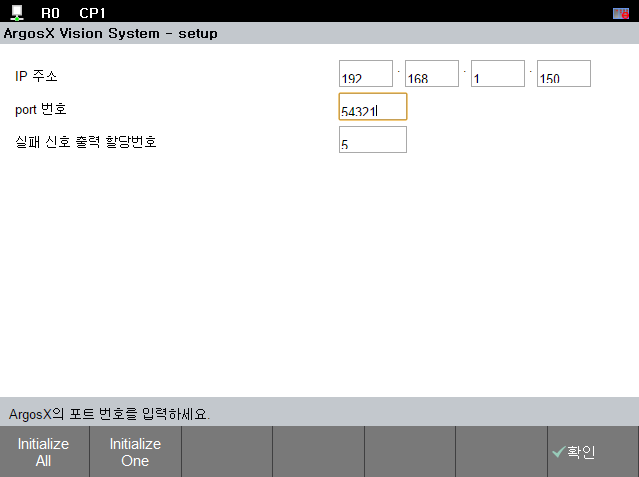 R0 CP1
ArgosX Vision System - setup
IP 주소 192 . 168 . 1 . 150
port 번호 54321
실패 신호 출력 할당번호 5
ArgosX의 포트 번호를 입력하세요.
Initialize All
Initialize One
확인